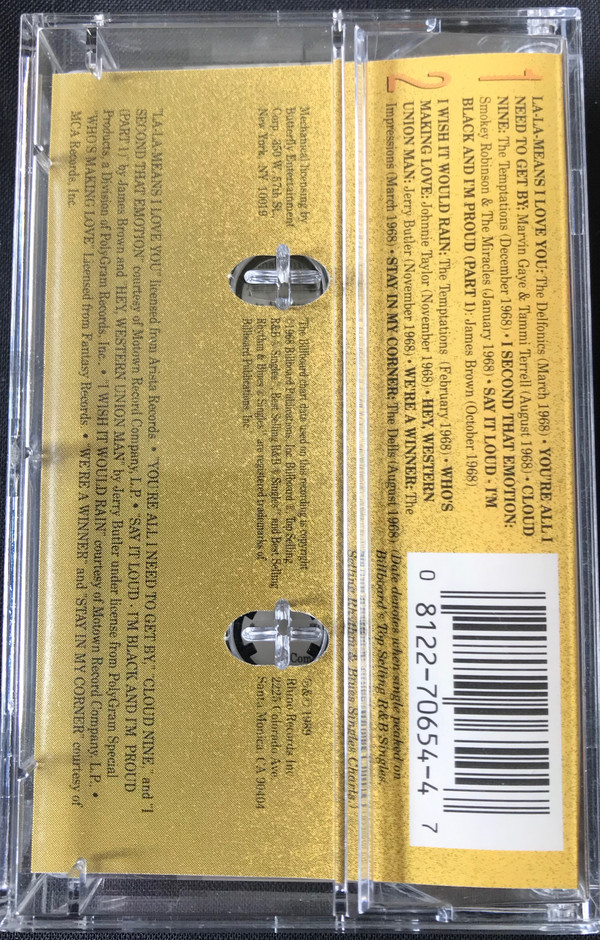 1
LA-LA-MEANS I LOVE YOU: The Delfonics (March 1968) • YOU'RE ALL I
NEED TO GET BY: Marvin Gaye & Tammi Terrell (August 1968) • CLOUD
NINE: The Temptations (December 1968) • I SECOND THAT EMOTION:
Smokey Robinson & The Miracles (January 1968) • SAY IT LOUD - I'M
BLACK AND I'M PROUD (PART 1): James Brown (October 1968)
2
I WISH IT WOULD RAIN: The Temptations (February 1968) • WHO'S
MAKING LOVE: Johnnie Taylor (November 1968) • HEY, WESTERN
UNION MAN: Jerry Butler (November 1968) • WE'RE A WINNER: The
Impressions (March 1968) • STAY IN MY CORNER: The Dells (August 1968)
(Date denotes when single peaked on
Billboard's Top Selling R&B Singles,
Selling Rhythm & Blues Singles Charts.)
0 8122-70654-4 7
Mechanical licensing by
Butterfly Entertainment
Corp., 350 W. 57th St.,
New York, NY 10019
The Billboard chart data used on this recording is copyright
©1968 Billboard Publications, Inc. Billboard's Top Selling
R&B Singles, Best Selling R&B Singles and Best Selling
Rhythm & Blues Singles are registered trademarks of
Billboard Publications, Inc.
℗&© 1989
Rhino Records Inc.
2225 Colorado Ave.
Santa Monica, CA 90404
"LA-LA-MEANS I LOVE YOU" licensed from Arista Records. • "YOU'RE ALL I NEED TO GET BY," "CLOUD NINE," and "I
SECOND THAT EMOTION" courtesy of Motown Record Company, L.P. • "SAY IT LOUD - I'M BLACK AND I'M PROUD
(PART 1)" by James Brown and "HEY, WESTERN UNION MAN" by Jerry Butler under license from PolyGram Special
Products, a Division of PolyGram Records, Inc. • "I WISH IT WOULD RAIN" courtesy of Motown Record Company, L.P. •
"WHO'S MAKING LOVE" Licensed from Fantasy Records • "WE'RE A WINNER" and "STAY IN MY CORNER" courtesy of
MCA Records, Inc.